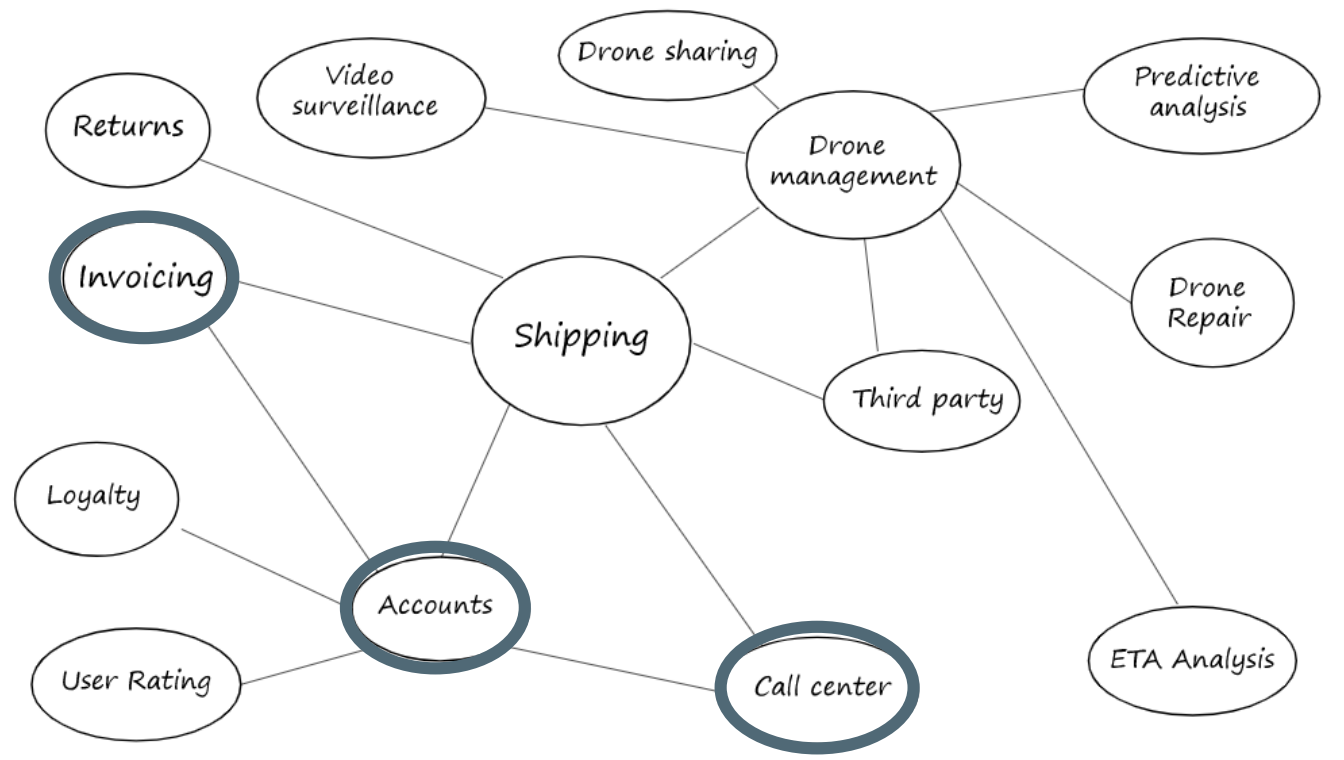 Drone sharing
Video
surveillance
Predictive
analysis
Returns
Drone
management
Invoicing
Drone
Repair
Shipping
Third party
Loyalty
Accounts
User Rating
Call center
ETA Analysis